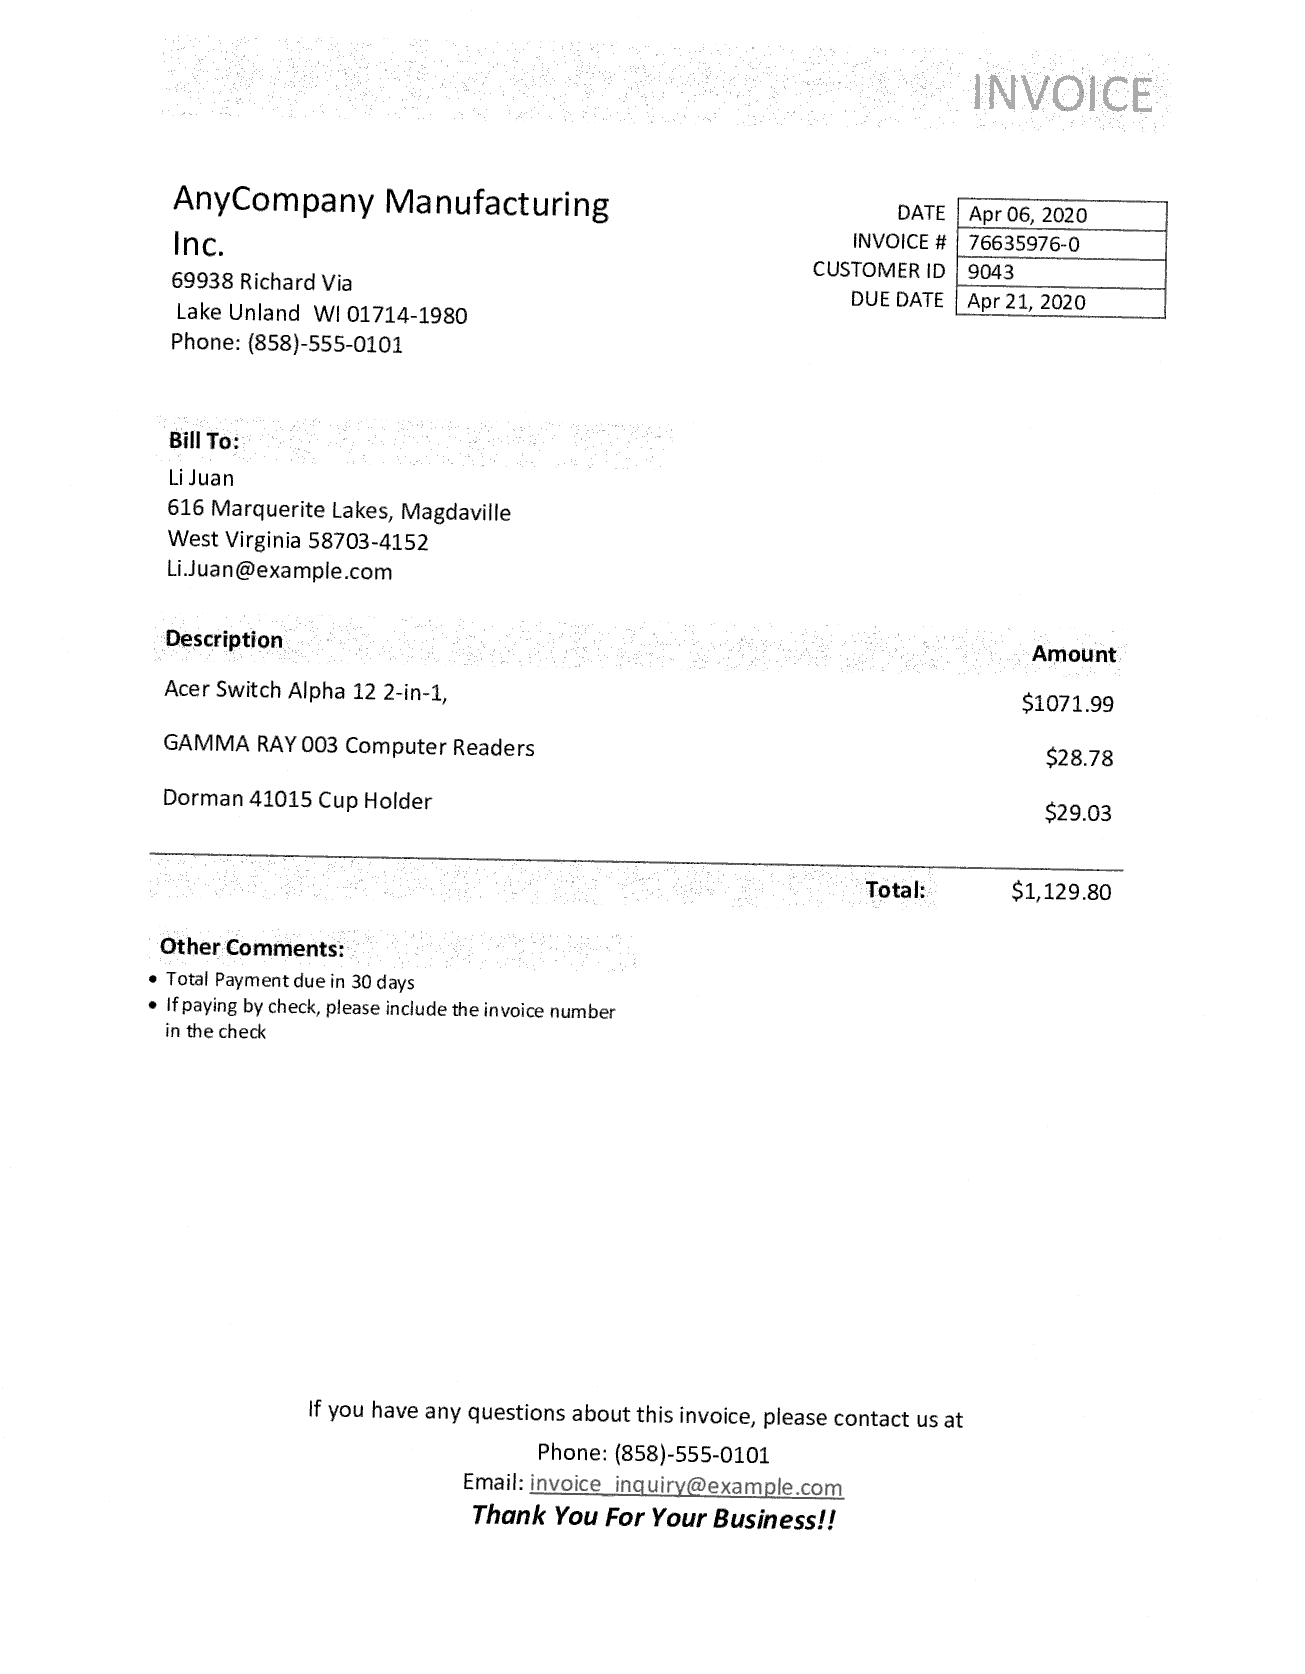 INVOICE
AnyCompany Manufacturing
Inc.
69938 Richard Via
Lake Unland WI 01714-1980
Phone: (858)-555-0101
DATE Apr 06, 2020
INVOICE # 76635976-0
CUSTOMER ID 9043
DUE DATE Apr 21, 2020
Bill To:
Li Juan
616 Marquerite Lakes, Magdaville
West Virginia 58703-4152
Li.Juan@example.com
Description Amount
Acer Switch Alpha 12 2-in-1, $1071.99
GAMMA RAY 003 Computer Readers $28.78
Dorman 41015 Cup Holder $29.03
Total: $1,129.80
Other Comments:
• Total Payment due in 30 days
• If paying by check, please include the invoice number
in the check
If you have any questions about this invoice, please contact us at
Phone: (858)-555-0101
Email: invoice_inquiry@example.com
Thank You For Your Business!!